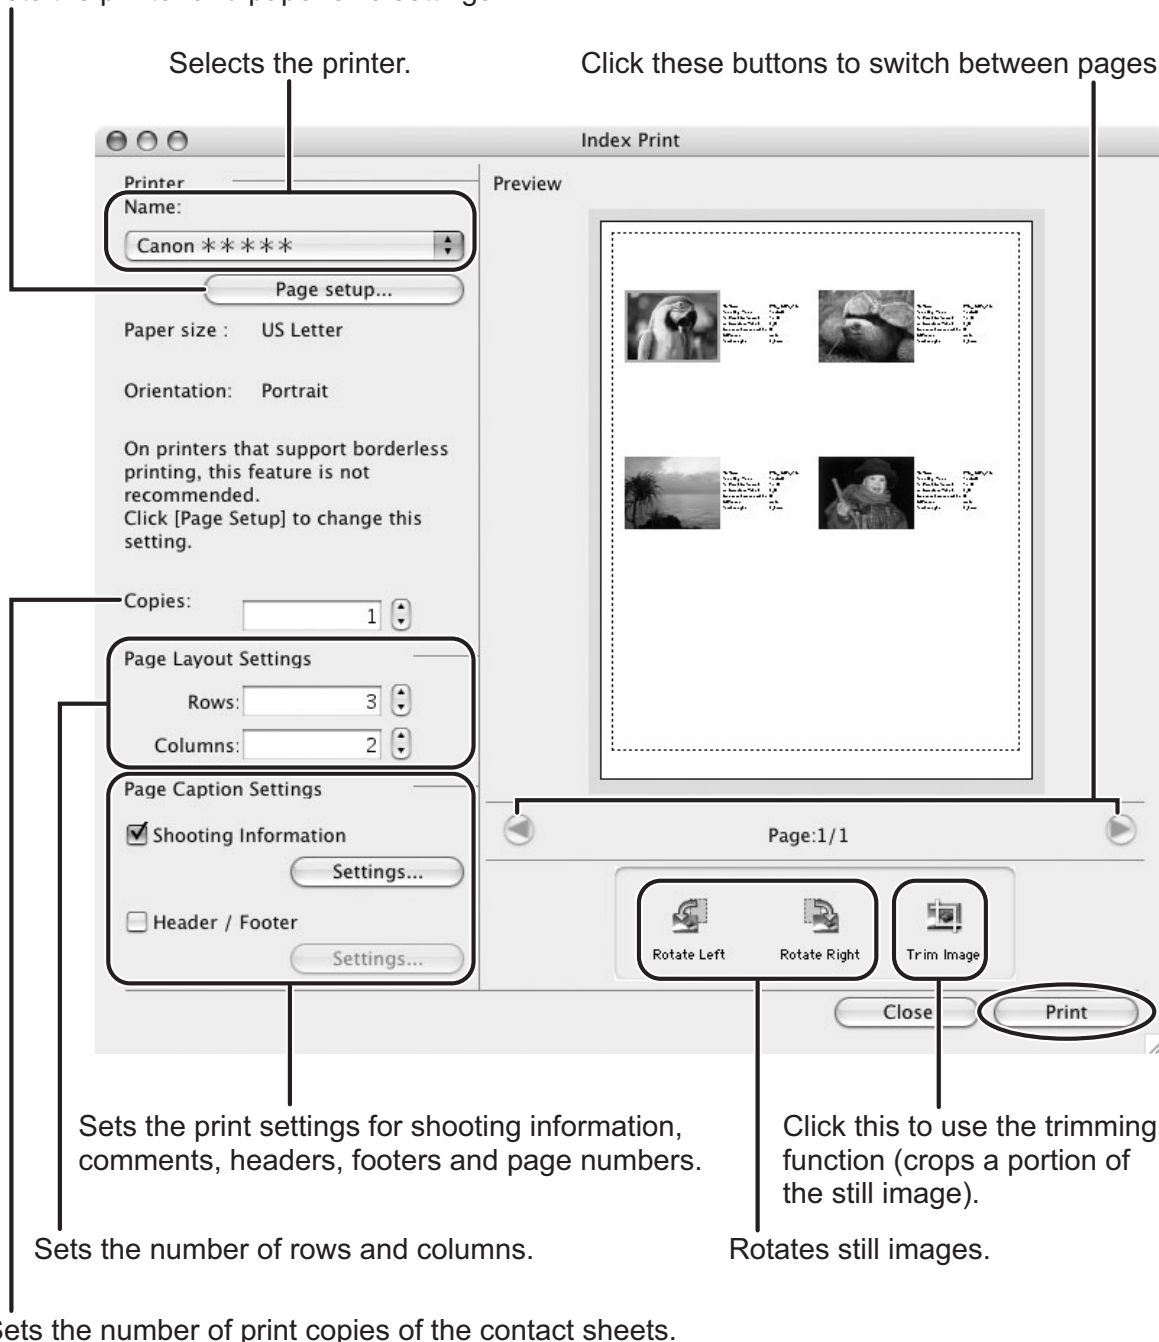 Selects the printer.
Click these buttons to switch between pages
Index Print
Printer
Name:
Canon *****
Page setup...
Paper size : US Letter
Orientation: Portrait
On printers that support borderless
printing, this feature is not
recommended.
Click [Page Setup] to change this
setting.
Copies: 1
Page Layout Settings
Rows: 3
Columns: 2
Page Caption Settings
Shooting Information
Settings...
Header / Footer
Settings...
Preview
Page:1/1
Rotate Left
Rotate Right
Trim Image
Close
Print
Sets the print settings for shooting information,
comments, headers, footers and page numbers.
Click this to use the trimming
function (crops a portion of
the still image).
Sets the number of rows and columns.
Rotates still images.
Sets the number of print copies of the contact sheets.